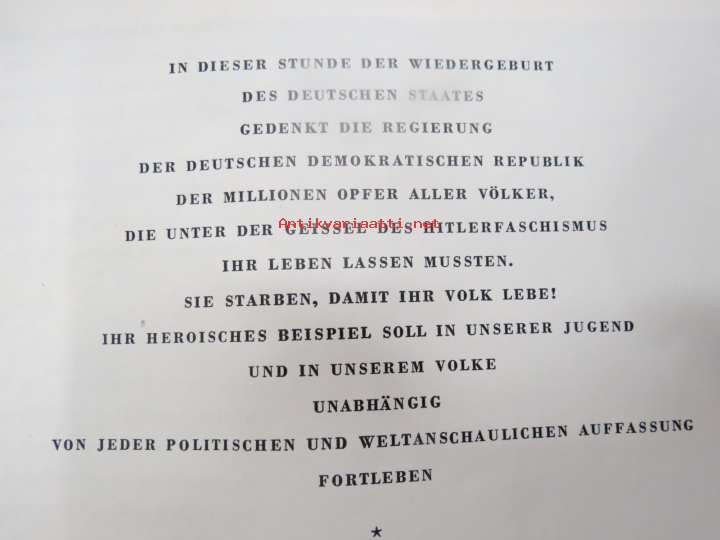 IN DIESER STUNDE DER WIEDERGEBURT
DES DEUTSCHEN STAATES
GEDENKT DIE REGIERUNG
DER DEUTSCHEN DEMOKRATISCHEN REPUBLIK
DER MILLIONEN OPFER ALLER VÖLKER,
Antikvariaatti.net
DIE UNTER DER GEISSEL DES HITLERFASCHISMUS
IHR LEBEN LASSEN MUSSTEN.
SIE STARBEN, DAMIT IHR VOLK LEBE!
IHR HEROISCHES BEISPIEL SOLL IN UNSERER JUGEND
UND IN UNSEREM VOLKE
UNABHÄNGIG
VON JEDER POLITISCHEN UND WELTANSCHAULICHEN AUFFASSUNG
FORTLEBEN
*